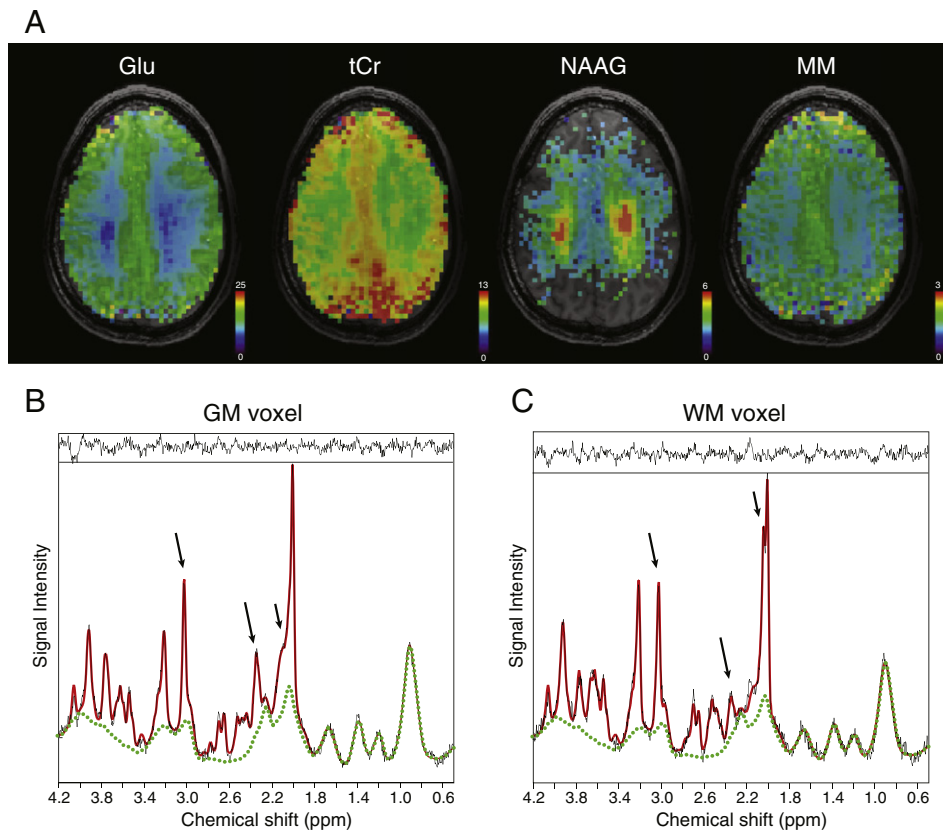 A
Glu tCr NAAG MM
25 13 6 3
0 0 0 0
B C
GM voxel WM voxel
Signal Intensity
Signal Intensity
4.2 3.8 3.4 3.0 2.6 2.2 1.8 1.4 1.0 0.6
4.2 3.8 3.4 3.0 2.6 2.2 1.8 1.4 1.0 0.6
Chemical shift (ppm) Chemical shift (ppm)